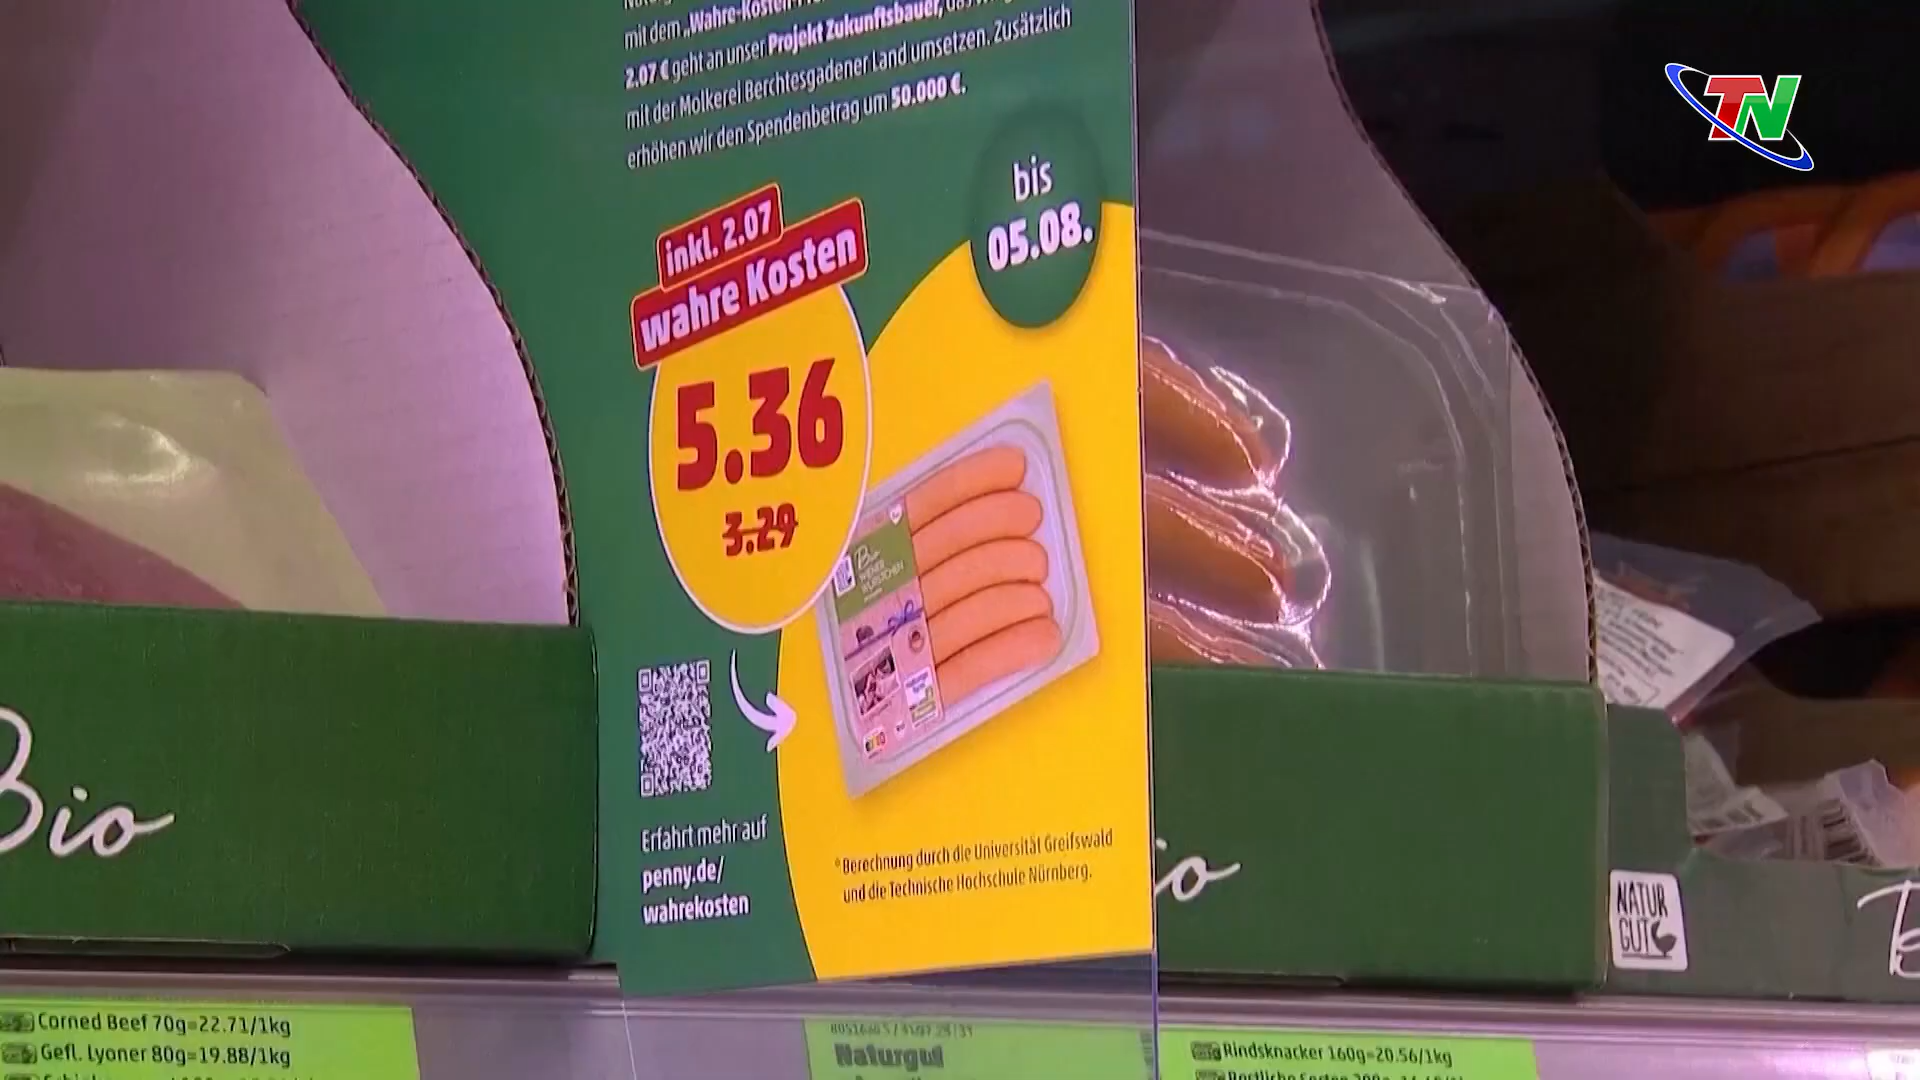 mit dem „Wahre-Kosten-
2.07 € geht an unser Projekt Zukunftsbauer,
mit der Molkerei Berchtesgadener Land umsetzen. Zusätzlich
erhöhen wir den Spendenbetrag um 50.000 €.
TN
bis
05.08.
inkl. 2.07
wahre Kosten
5.36
3.29
Bio
WIENER
WÜRSTCHEN
Erfahrt mehr auf
penny.de/
wahrekosten
*Berechnung durch die Universität Greifswald
und die Technische Hochschule Nürnberg.
Bio
io
NATUR
GUT
B
Corned Beef 70g=22.71/1kg
Gefl. Lyoner 80g=19.88/1kg
Naturgut
Rindsknacker 160g=20.56/1kg